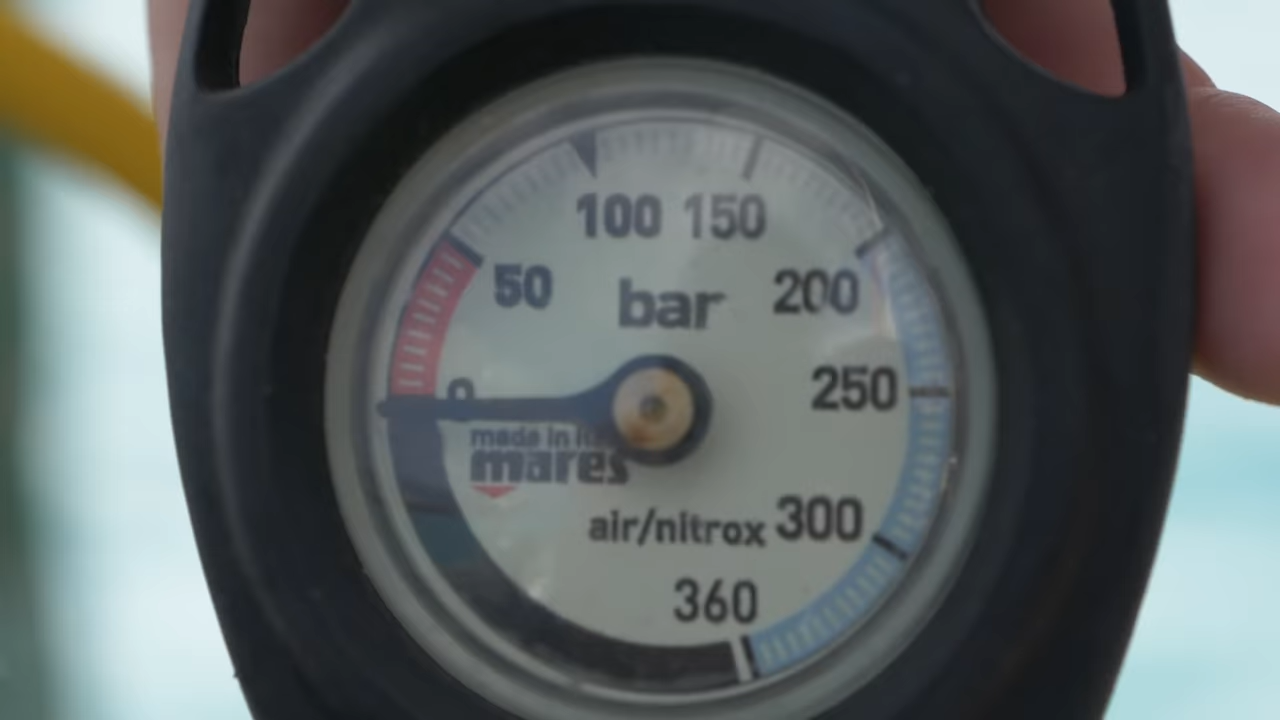 100 150
50 bar 200
0 250
made in
mares
air/nitrox 300
360